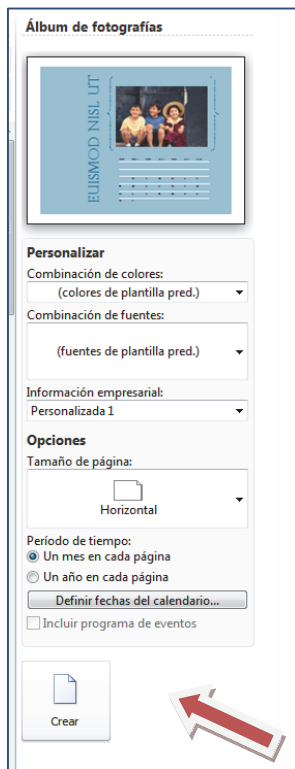 Álbum de fotografías
EUISMOD NISL UT
Personalizar
Combinación de colores:
(colores de plantilla pred.)
Combinación de fuentes:
(fuentes de plantilla pred.)
Información empresarial:
Personalizada 1
Opciones
Tamaño de página:
Horizontal
Período de tiempo:
Un mes en cada página
Un año en cada página
Definir fechas del calendario...
Incluir programa de eventos
Crear